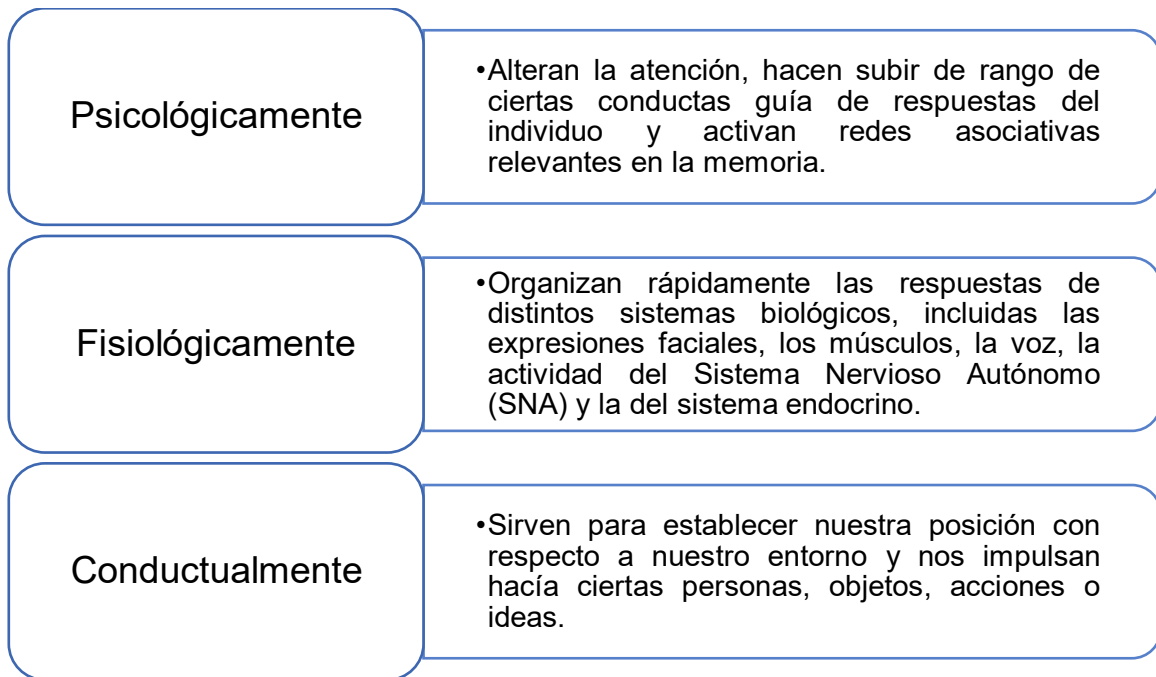 Psicológicamente
•Alteran la atención, hacen subir de rango de
ciertas conductas guía de respuestas del
individuo y activan redes asociativas
relevantes en la memoria.
Fisiológicamente
•Organizan rápidamente las respuestas de
distintos sistemas biológicos, incluidas las
expresiones faciales, los músculos, la voz, la
actividad del Sistema Nervioso Autónomo
(SNA) y la del sistema endocrino.
Conductualmente
•Sirven para establecer nuestra posición con
respecto a nuestro entorno y nos impulsan
hacía ciertas personas, objetos, acciones o
ideas.